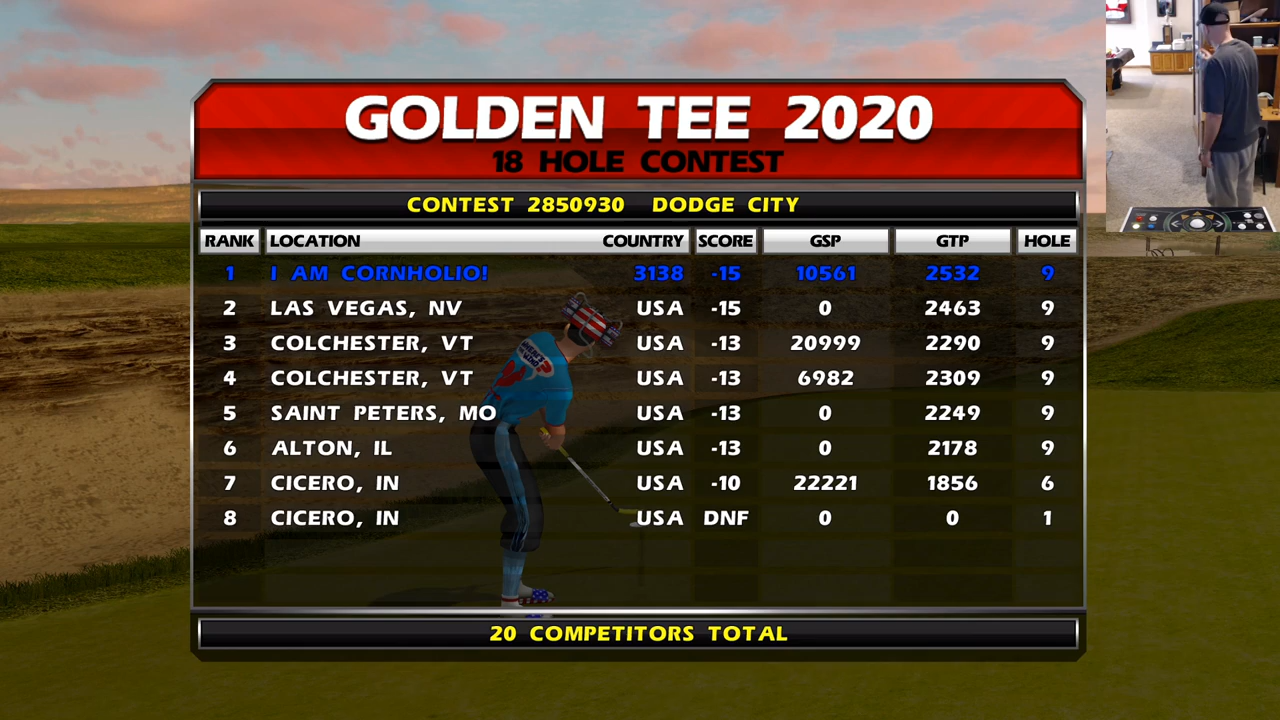 GOLDEN TEE 2020
18 HOLE CONTEST
CONTEST 2850930 DODGE CITY
RANK LOCATION COUNTRY SCORE GSP GTP HOLE
1 I AM CORNHOLIO! 3138 -15 10561 2532 9
2 LAS VEGAS, NV USA -15 0 2463 9
3 COLCHESTER, VT USA -13 20999 2290 9
4 COLCHESTER, VT USA -13 6982 2309 9
5 SAINT PETERS, MO USA -13 0 2249 9
6 ALTON, IL USA -13 0 2178 9
7 CICERO, IN USA -10 22221 1856 6
8 CICERO, IN USA DNF 0 0 1
20 COMPETITORS TOTAL